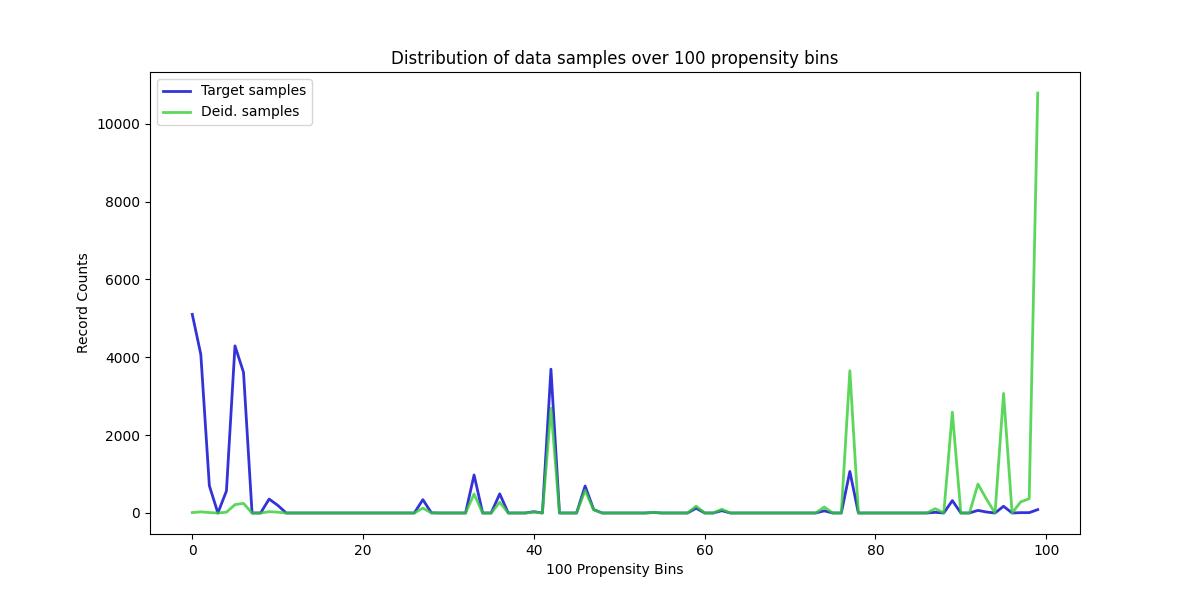 Distribution of data samples over 100 propensity bins
Target samples
Deid. samples
10000
8000
6000
4000
2000
0
Record Counts
0 20 40 60 80 100
100 Propensity Bins